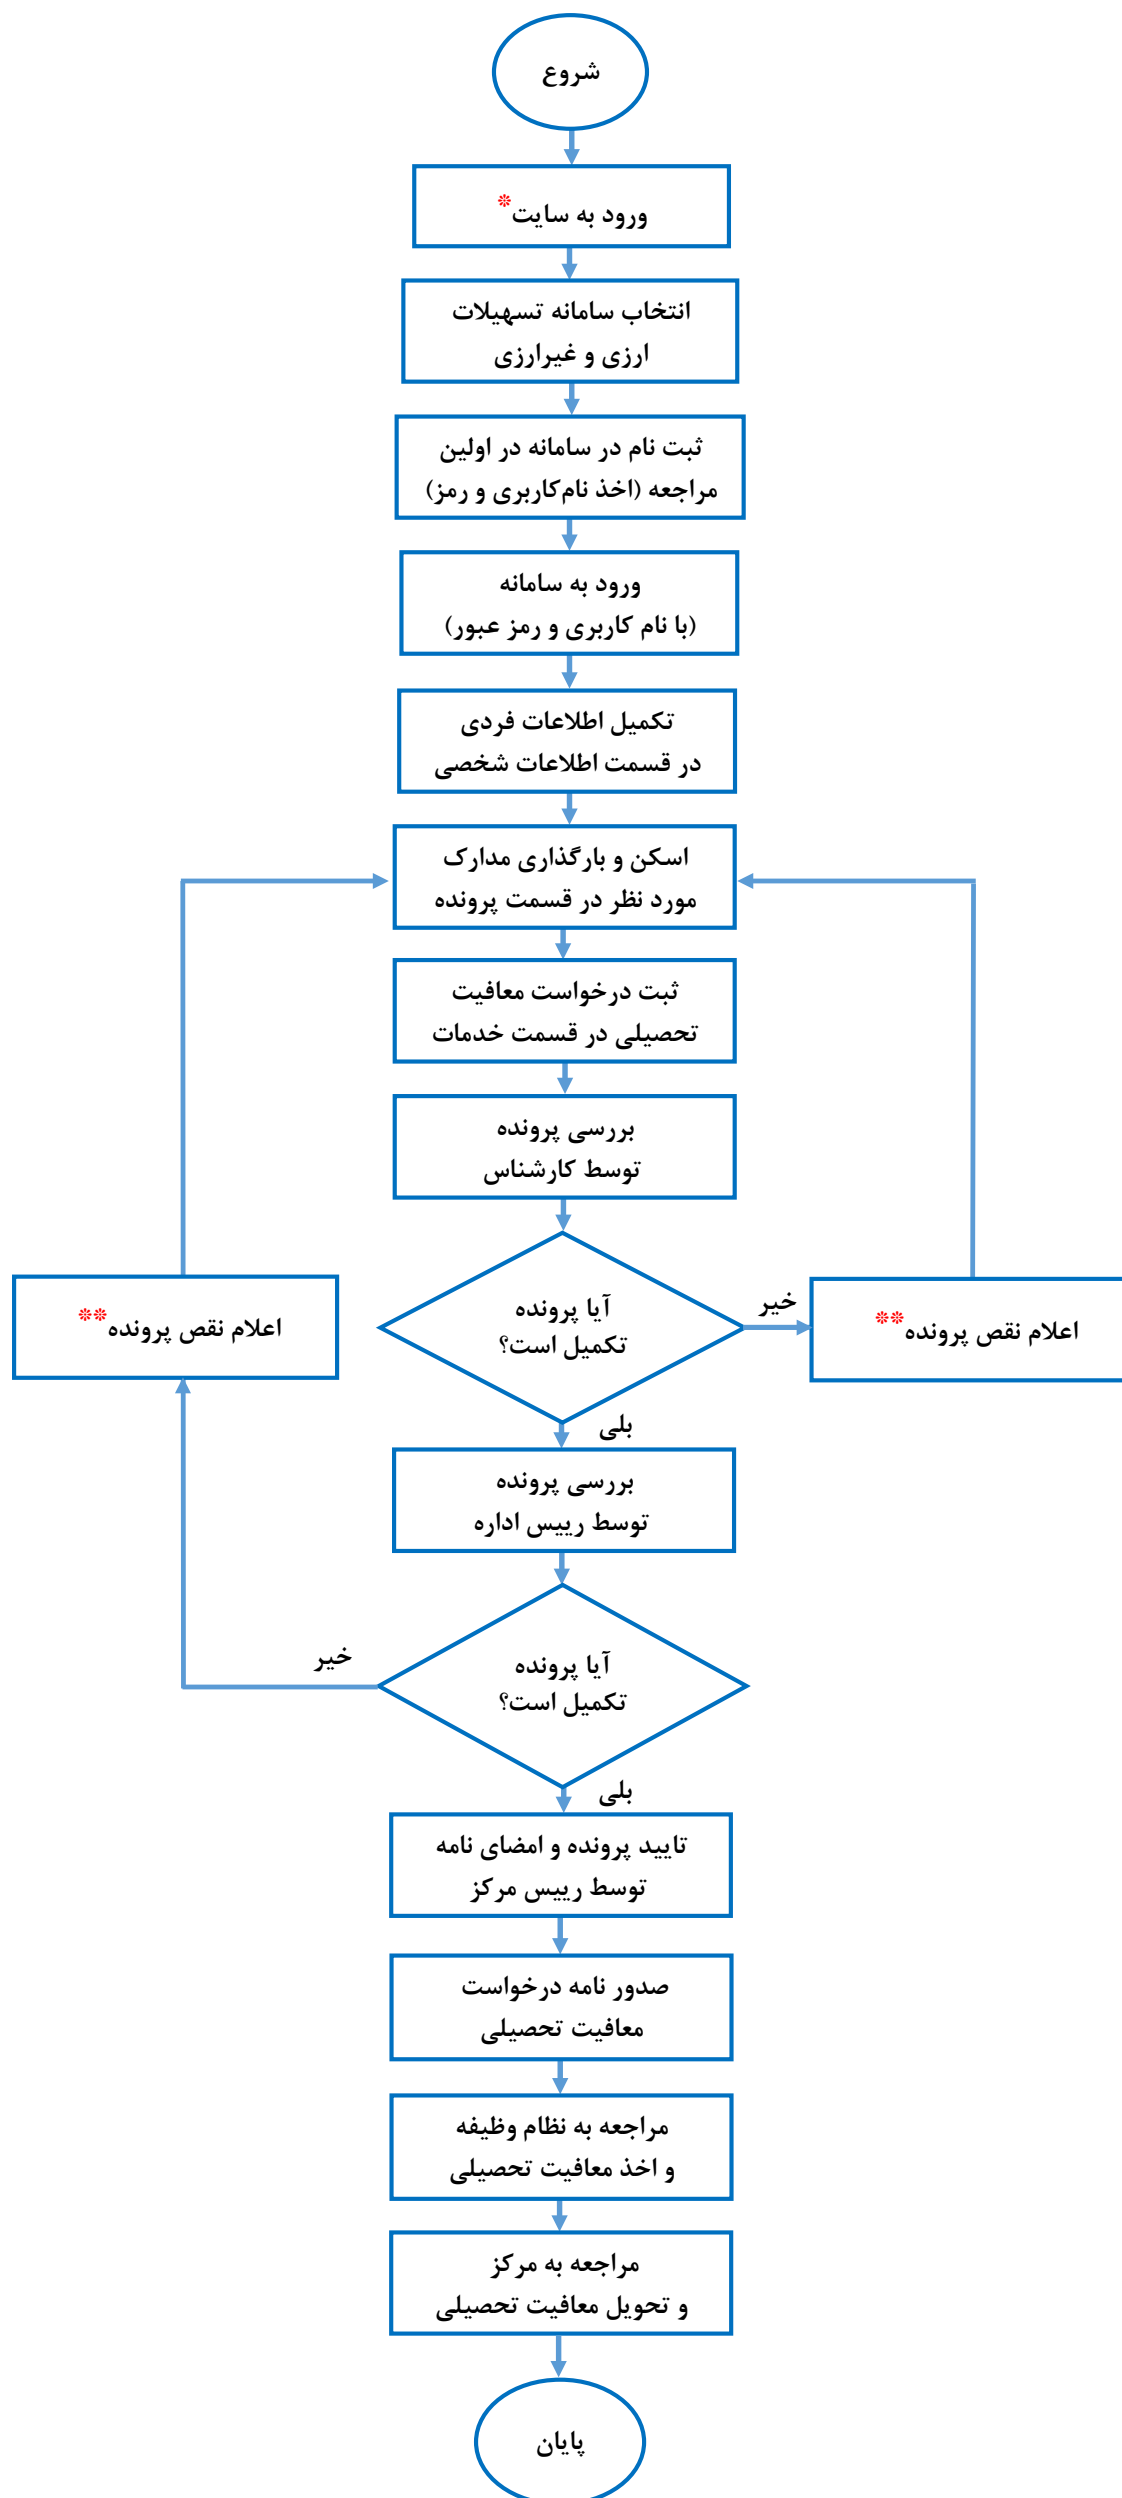 شروع
ورود به سایت*
انتخاب سامانه تسهیلات
ارزی و غیرارزی
ثبت نام در سامانه در اولین
مراجعه (اخذ نام‌کاربری و رمز)
ورود به سامانه
(با نام کاربری و رمز عبور)
تکمیل اطلاعات فردی
در قسمت اطلاعات شخصی
اسکن و بارگذاری مدارک
مورد نظر در قسمت پرونده
ثبت درخواست معافیت
تحصیلی در قسمت خدمات
بررسی پرونده
توسط کارشناس
آیا پرونده
تکمیل است؟
خیر
اعلام نقص پرونده**
اعلام نقص پرونده**
بلی
بررسی پرونده
توسط رییس اداره
آیا پرونده
تکمیل است؟
خیر
بلی
تایید پرونده و امضای نامه
توسط رییس مرکز
صدور نامه درخواست
معافیت تحصیلی
مراجعه به نظام وظیفه
و اخذ معافیت تحصیلی
مراجعه به مرکز
و تحویل معافیت تحصیلی
پایان